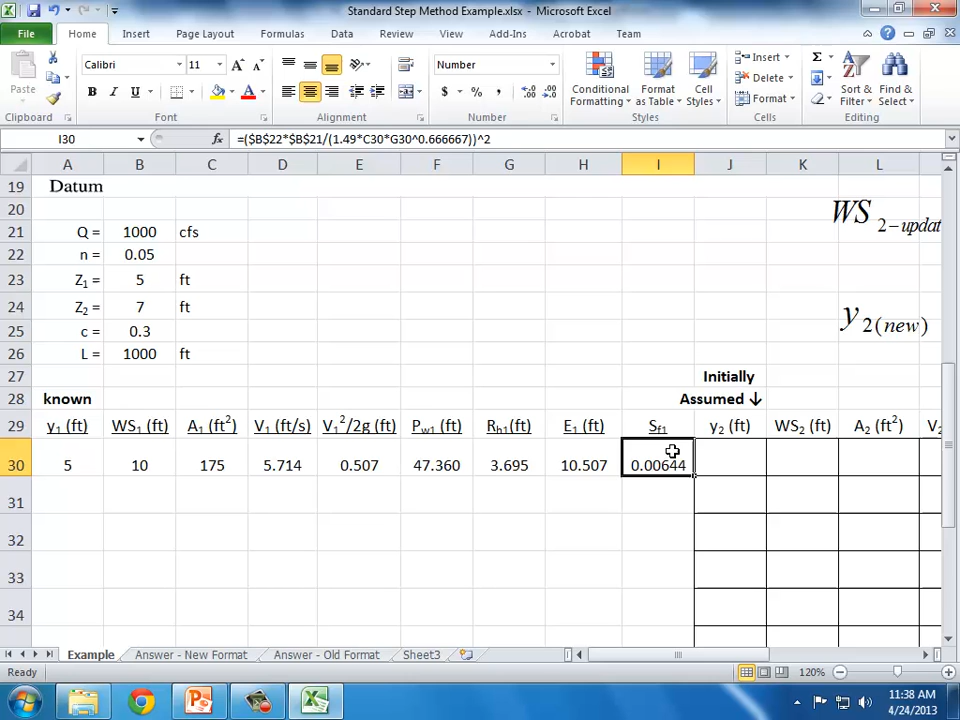 Standard Step Method Example.xlsx - Microsoft Excel
File Home Insert Page Layout Formulas Data Review View Add-Ins Acrobat Team
Paste
Calibri 11 A A
B I U A
$ % , .00 .0
Number
Conditional Formatting
Format as Table
Cell Styles
Insert
Delete
Format
Σ
Sort & Filter
Find & Select
Clipboard Font Alignment Number Styles Cells Editing
I30 fx =($B$22*$B$21/(1.49*C30*G30^0.666667))^2
A B C D E F G H I J K L
19 Datum
20 WS 2-updat
21 Q = 1000 cfs
22 n = 0.05
23 Z1 = 5 ft
24 Z2 = 7 ft y 2(new)
25 c = 0.3
26 L = 1000 ft
27 Initially
28 known Assumed ↓
29 y1 (ft) WS1 (ft) A1 (ft²) V1 (ft/s) V1²/2g (ft) Pw1 (ft) Rh1(ft) E1 (ft) Sf1 y2 (ft) WS2 (ft) A2 (ft²) V2
30 5 10 175 5.714 0.507 47.360 3.695 10.507 0.00644
31
32
33
34
Example Answer - New Format Answer - Old Format Sheet3
Ready 120%
11:38 AM
4/24/2013